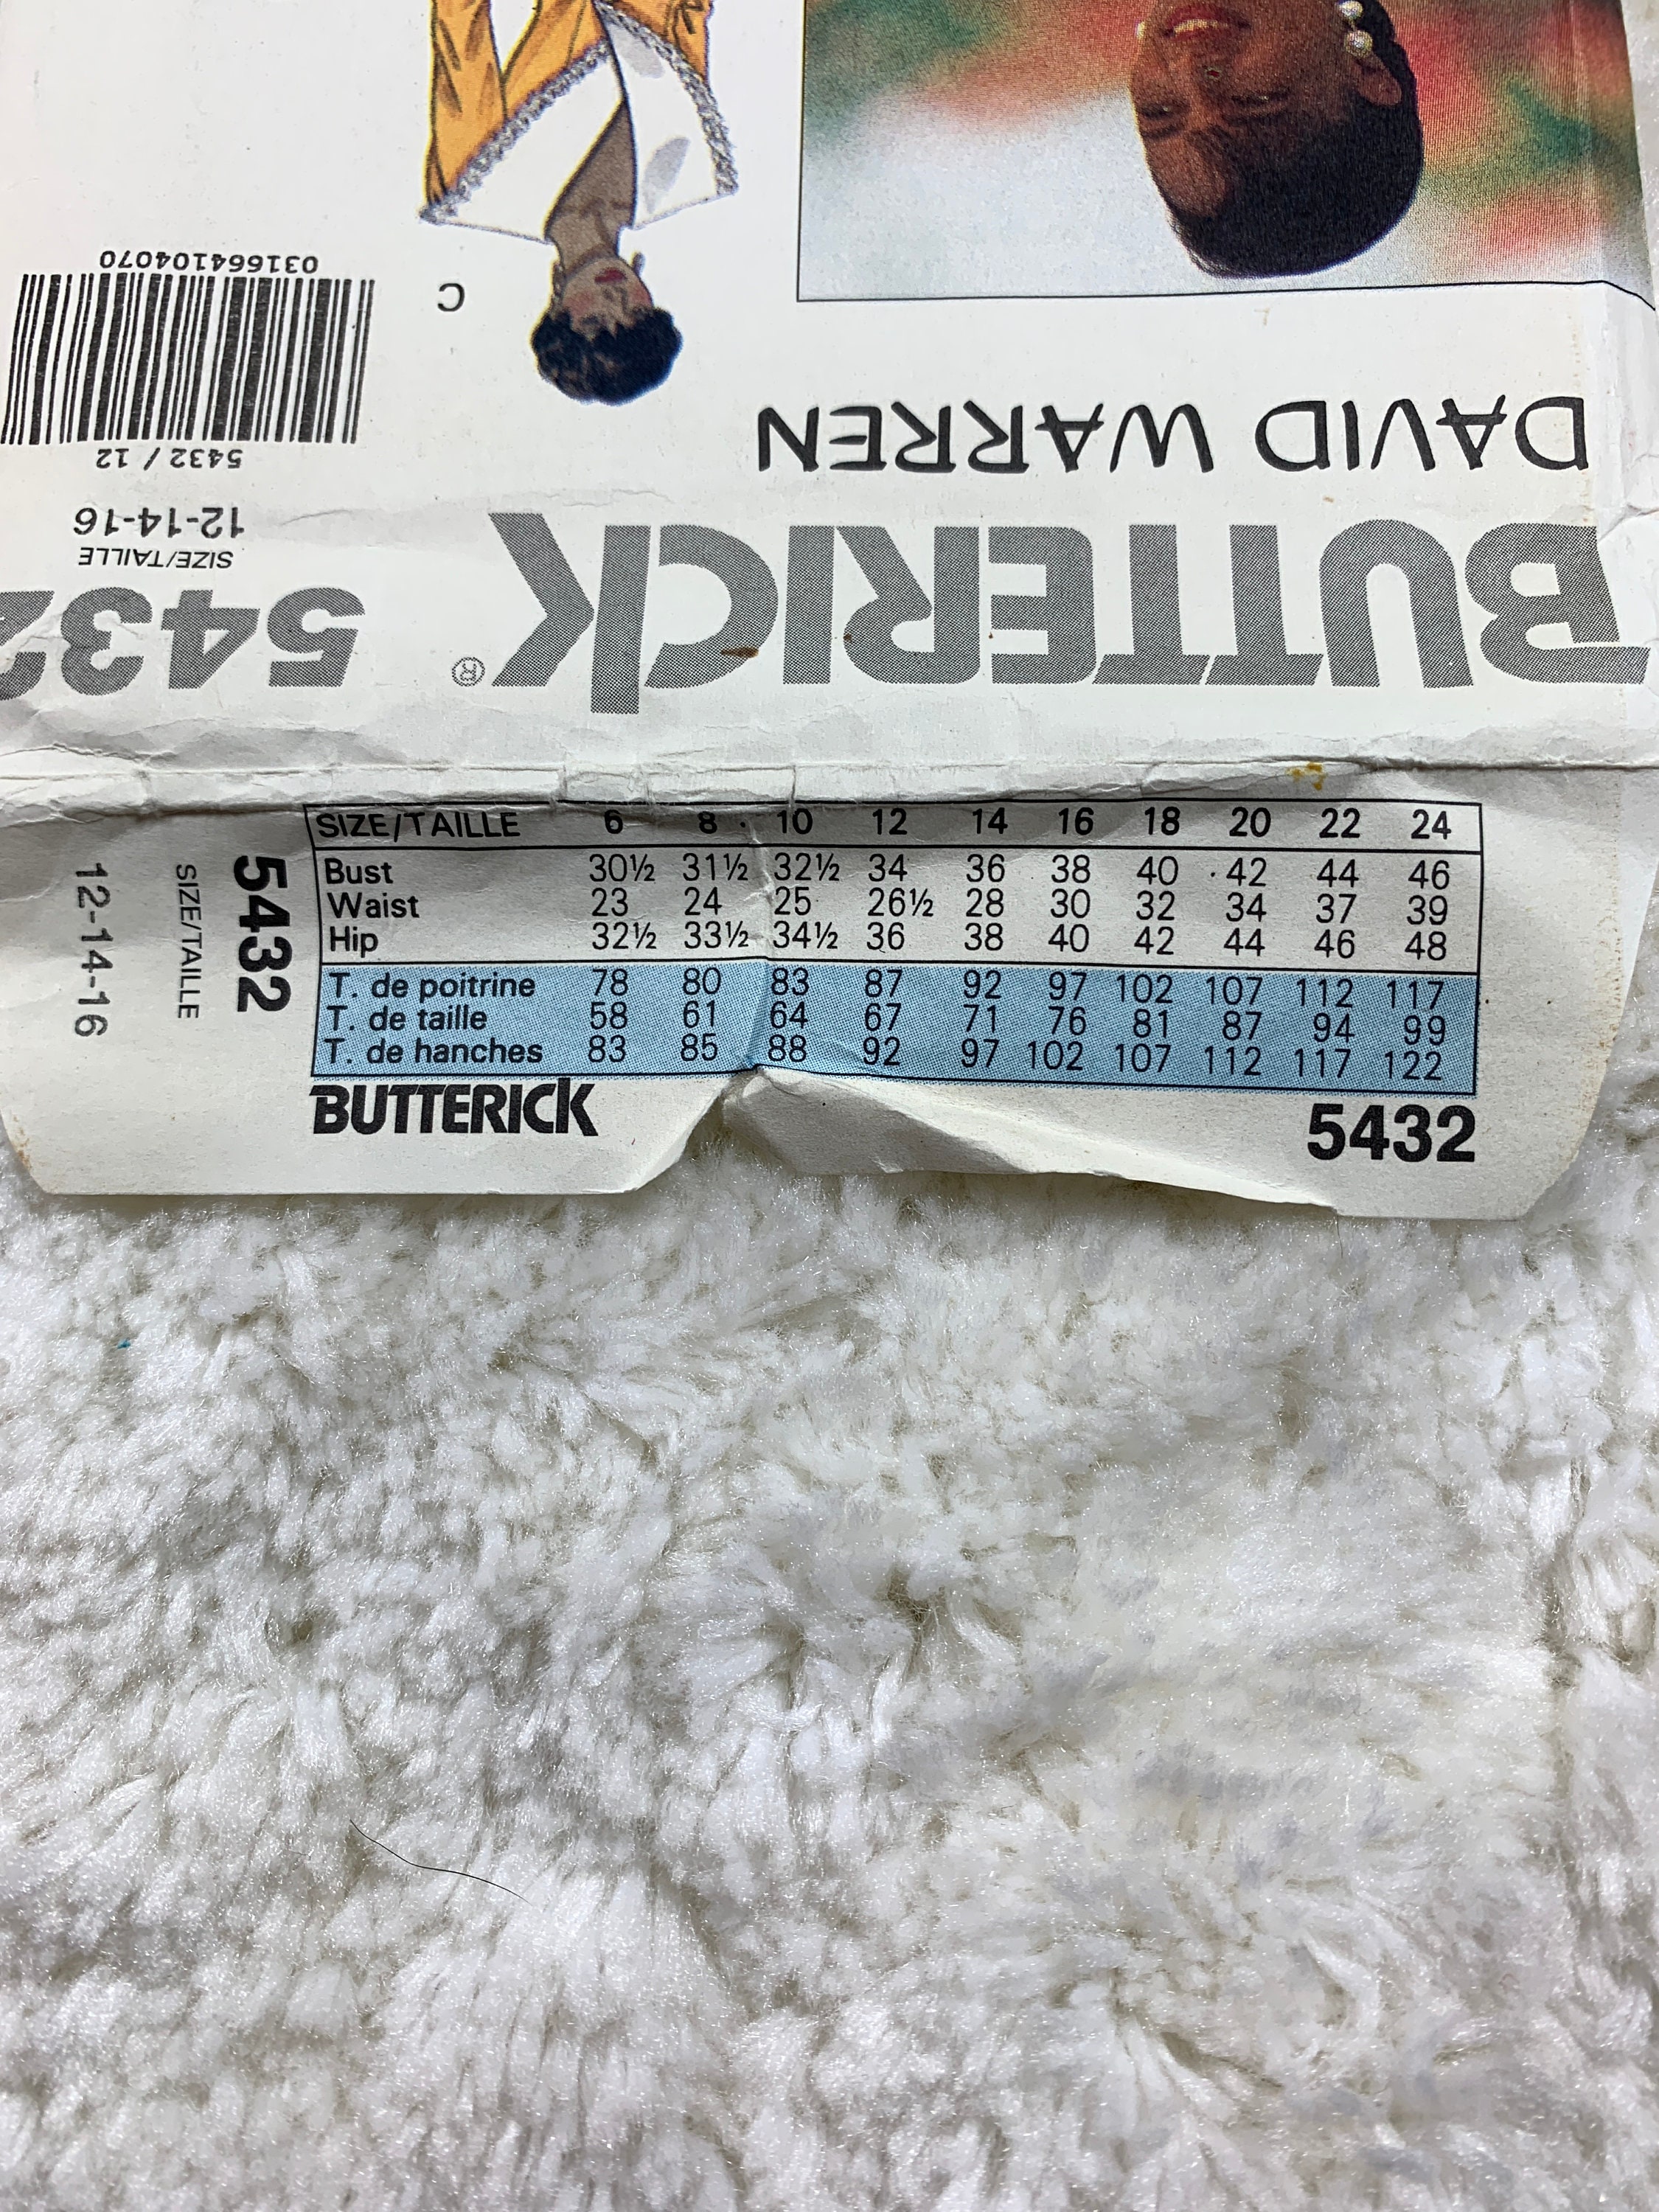 SIZE/TAILLE 6 8 10 12 14 16 18 20 22 24
Bust 30½ 31½ 32½ 34 36 38 40 42 44 46
Waist 23 24 25 26½ 28 30 32 34 37 39
Hip 32½ 33½ 34½ 36 38 40 42 44 46 48
T. de poitrine 78 80 83 87 92 97 102 107 112 117
T. de taille 58 61 64 67 71 76 81 87 94 99
T. de hanches 83 85 88 92 97 102 107 112 117 122
BUTTERICK 5432
5432
SIZE/TAILLE
12-14-16
BUTTERICK® 5432
SIZE/TAILLE
12-14-16
DAVID WARREN
5432 / 12
031664104070
C